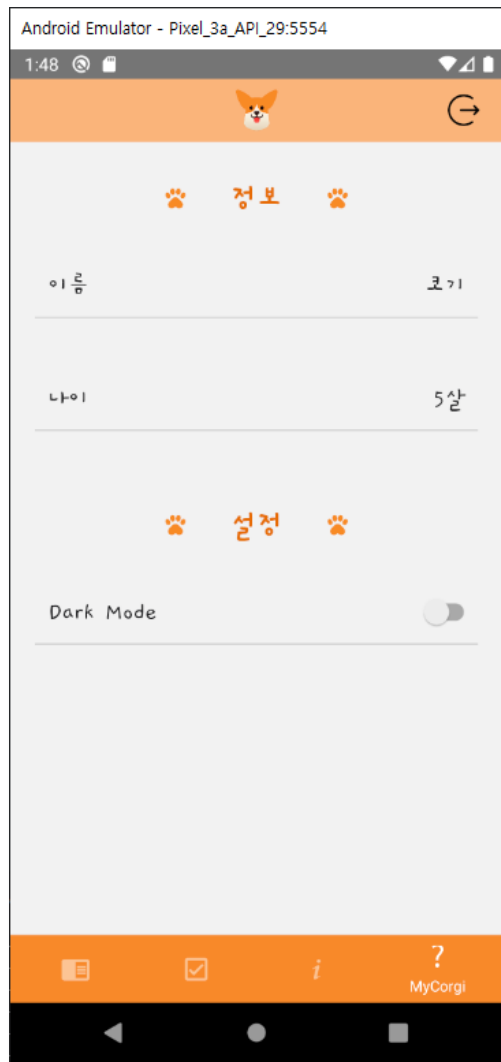 Android Emulator - Pixel_3a_API_29:5554
1:48
정보
이름 코기
나이 5살
설정
Dark Mode
i ?
MyCorgi